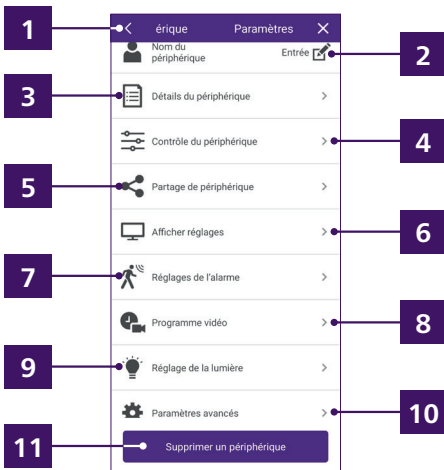 1
érique Paramètres
Nom du
périphérique
Entrée
2
3
Détails du périphérique
Contrôle du périphérique
4
5
Partage de périphérique
Afficher réglages
6
7
Réglages de l'alarme
Programme vidéo
8
9
Réglage de la lumière
Paramètres avancés
10
11
Supprimer un périphérique